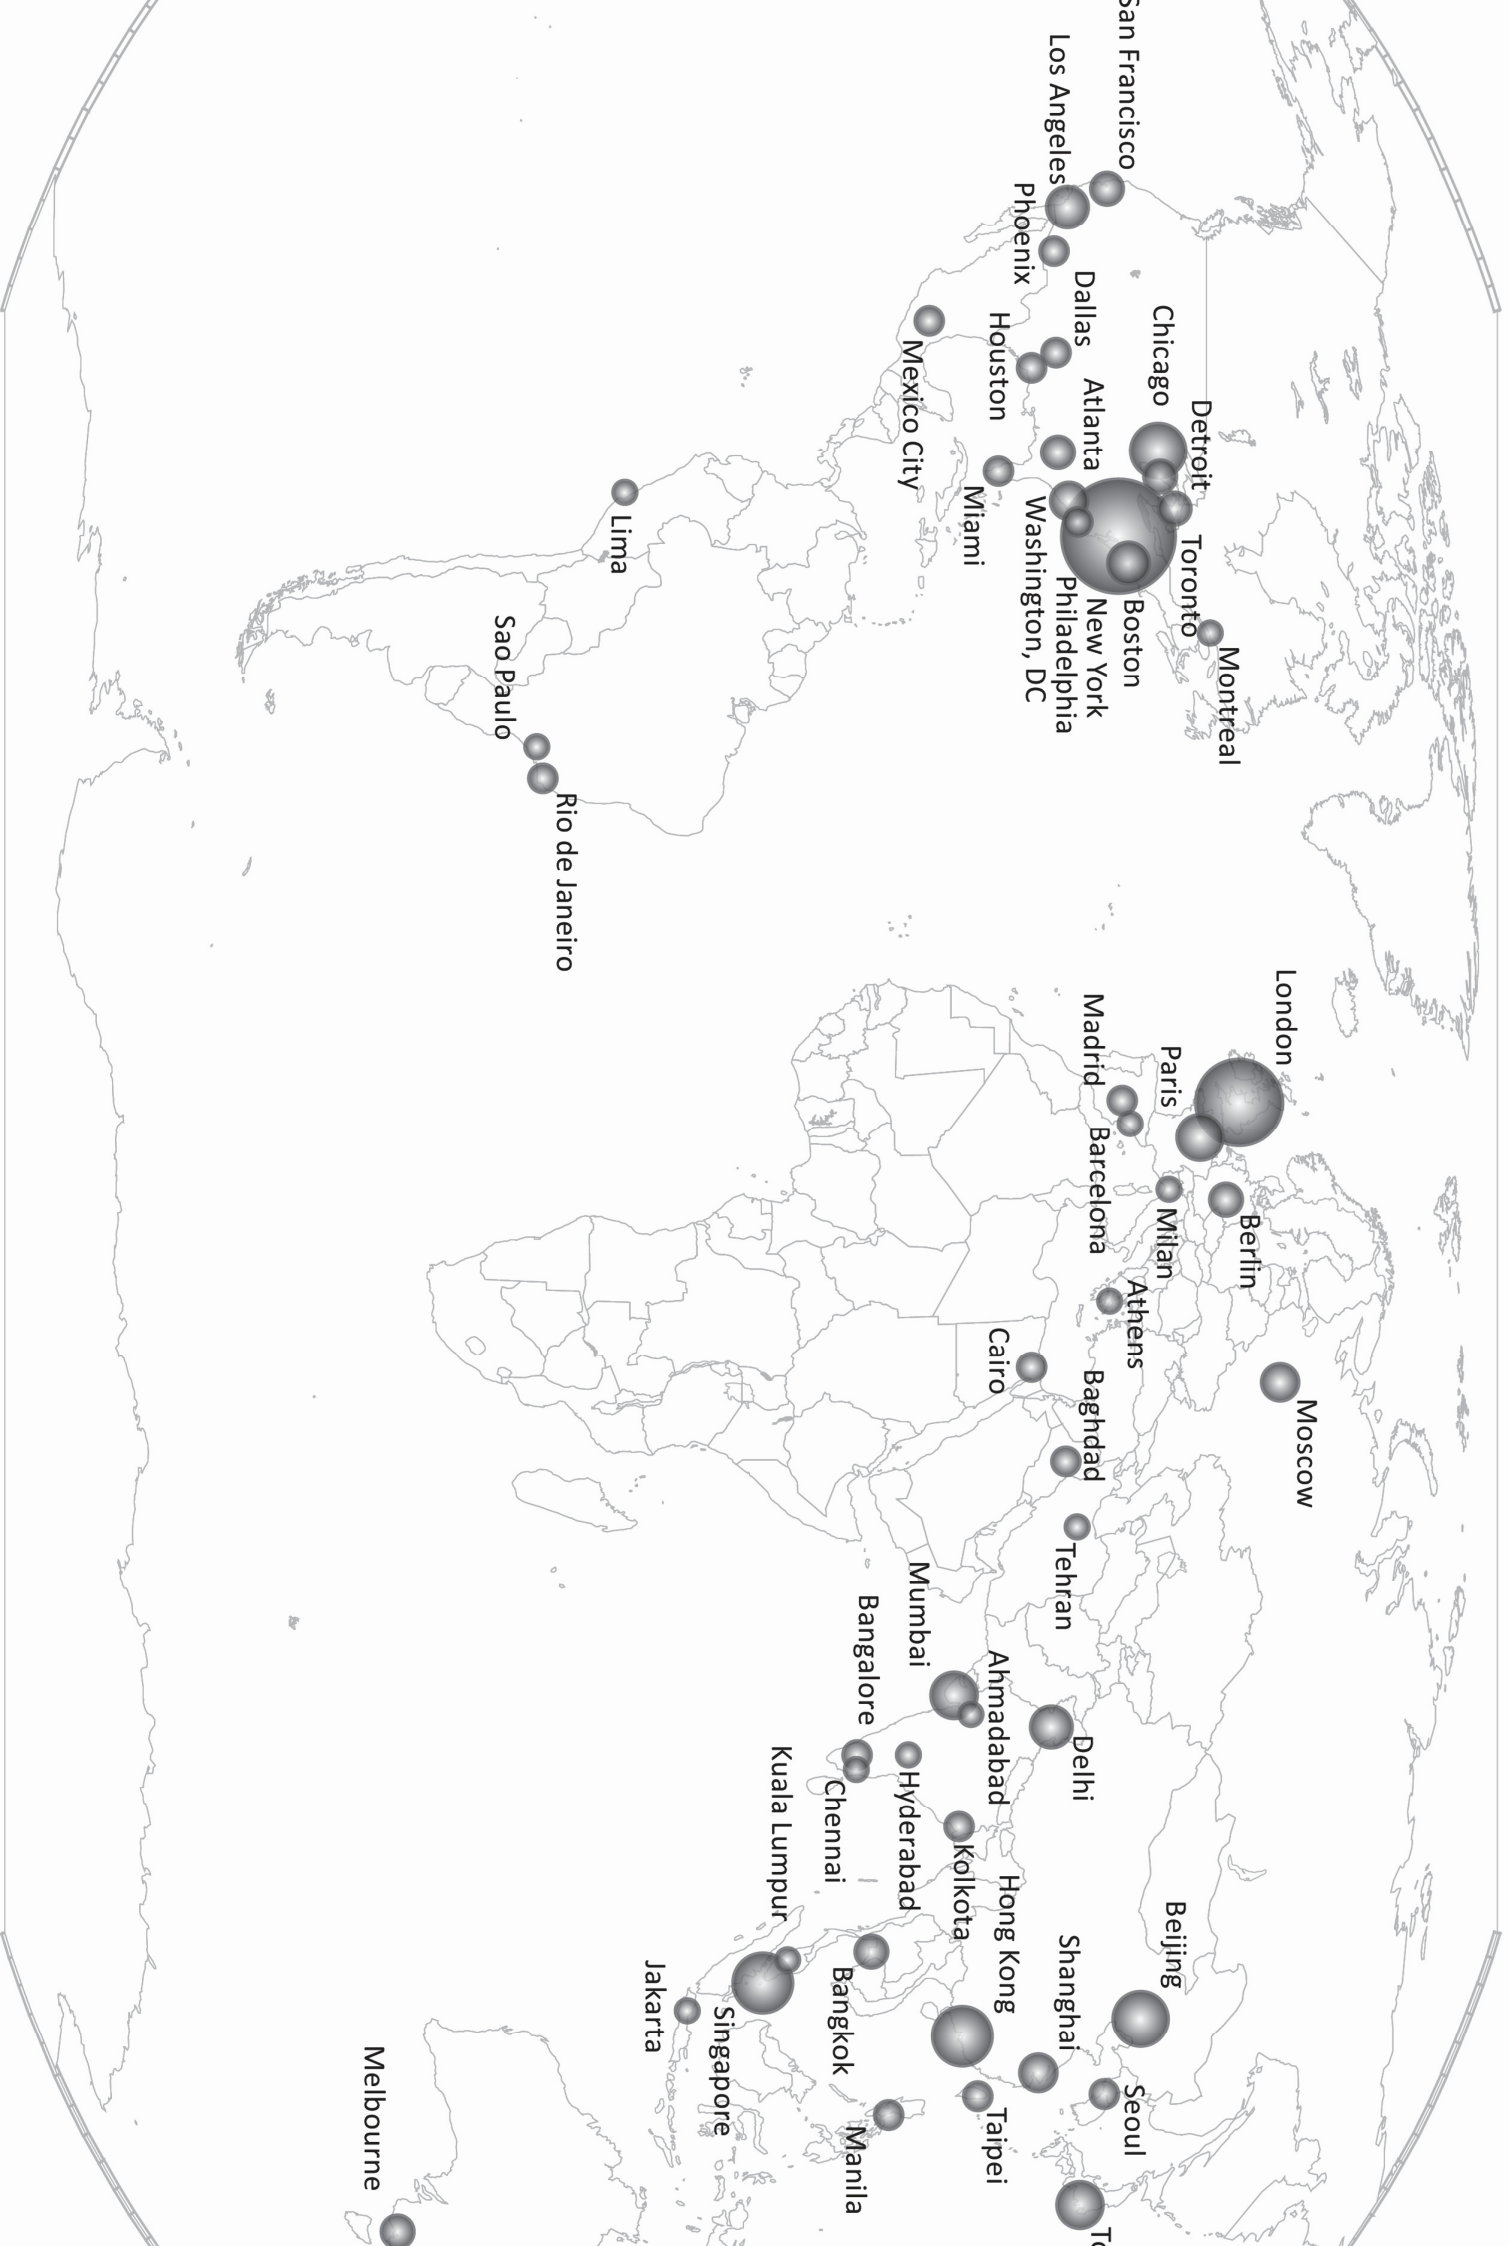 San Francisco
Los Angeles
Phoenix
Dallas
Houston
Chicago
Detroit
Atlanta
Miami
Mexico City
Toronto
Montreal
Boston
New York
Philadelphia
Washington, DC
Lima
Sao Paulo
Rio de Janeiro
London
Paris
Madrid
Barcelona
Milan
Berlin
Athens
Moscow
Cairo
Baghdad
Tehran
Mumbai
Ahmadabad
Delhi
Bangalore
Chennai
Hyderabad
Kolkota
Kuala Lumpur
Singapore
Jakarta
Bangkok
Hong Kong
Shanghai
Beijing
Seoul
Taipei
Manila
To
Melbourne